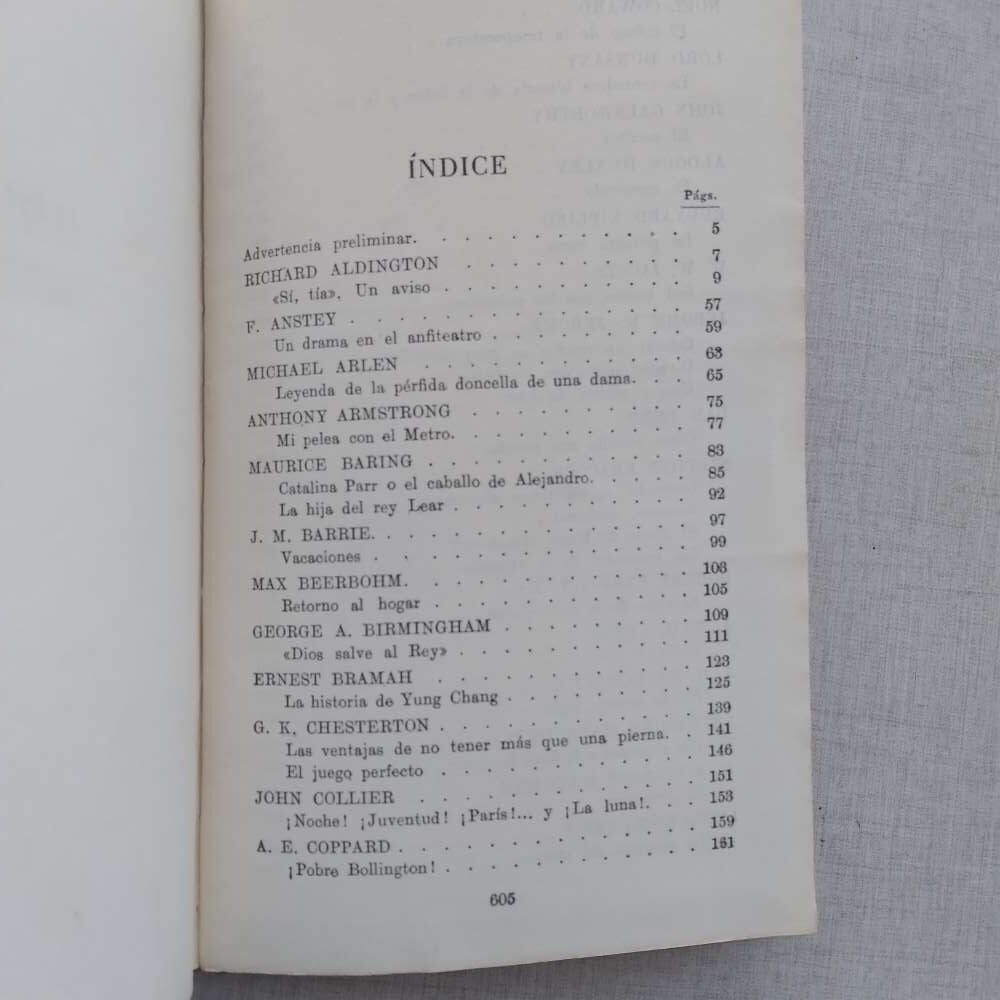 ÍNDICE
Págs.
Advertencia preliminar. . . . . . . . . . . . 5
RICHARD ALDINGTON . . . . . . . . . . 7
«Sí, tía». Un aviso . . . . . . . . . . . 9
F. ANSTEY . . . . . . . . . . . . . . 57
Un drama en el anfiteatro . . . . . . . . . 59
MICHAEL ARLEN . . . . . . . . . . . . 63
Leyenda de la pérfida doncella de una dama. . . 65
ANTHONY ARMSTRONG . . . . . . . . . . 75
Mi pelea con el Metro. . . . . . . . . . . 77
MAURICE BARING . . . . . . . . . . . . 83
Catalina Parr o el caballo de Alejandro. . . . . 85
La hija del rey Lear . . . . . . . . . . . 92
J. M. BARRIE. . . . . . . . . . . . . . 97
Vacaciones . . . . . . . . . . . . . . 99
MAX BEERBOHM. . . . . . . . . . . . . 103
Retorno al hogar . . . . . . . . . . . . 105
GEORGE A. BIRMINGHAM . . . . . . . . . 109
«Dios salve al Rey» . . . . . . . . . . . 111
ERNEST BRAMAH . . . . . . . . . . . . 123
La historia de Yung Chang . . . . . . . . 125
G. K. CHESTERTON . . . . . . . . . . . 139
Las ventajas de no tener más que una pierna. . 141
El juego perfecto . . . . . . . . . . . . 146
JOHN COLLIER . . . . . . . . . . . . 151
¡Noche! ¡Juventud! ¡París!... y ¡La luna!. . . 153
A. E. COPPARD . . . . . . . . . . . . . 159
¡Pobre Bollington! . . . . . . . . . . . . 161
605